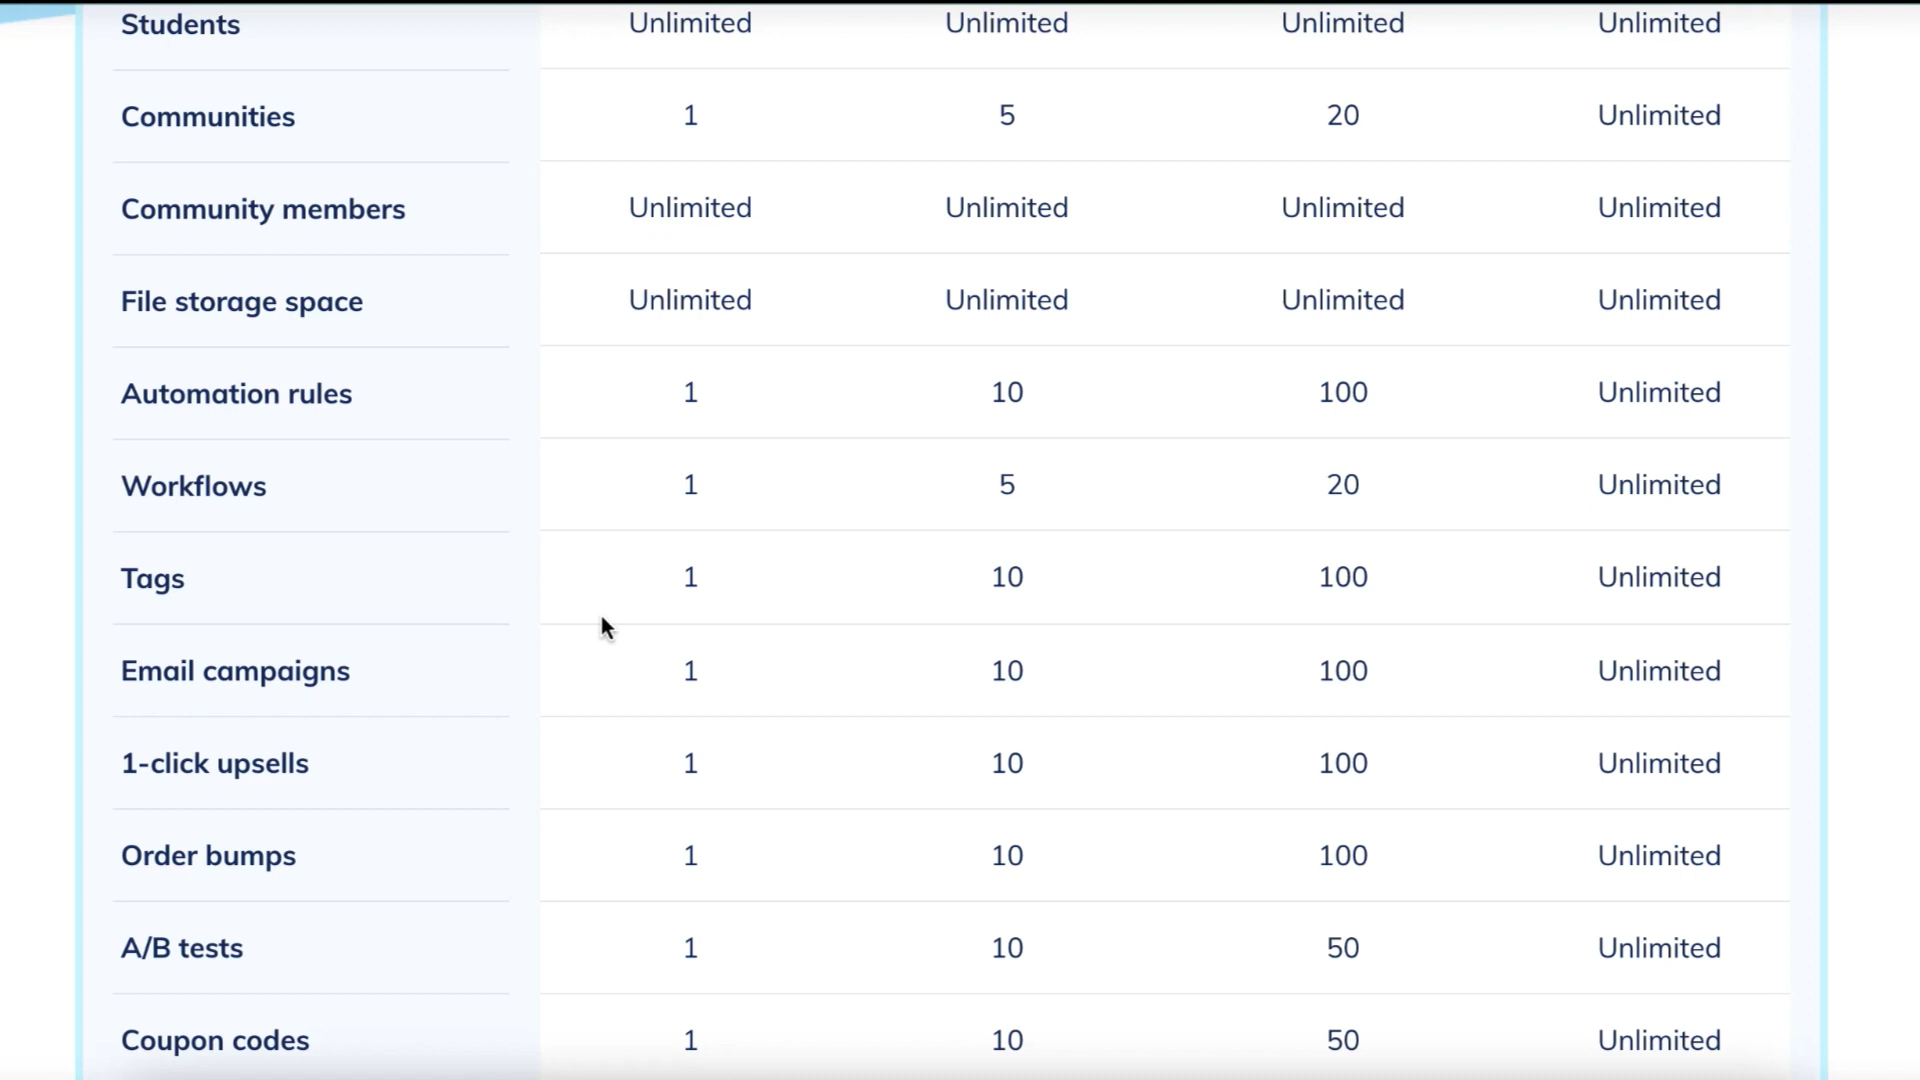 Students Unlimited Unlimited Unlimited Unlimited
Communities 1 5 20 Unlimited
Community members Unlimited Unlimited Unlimited Unlimited
File storage space Unlimited Unlimited Unlimited Unlimited
Automation rules 1 10 100 Unlimited
Workflows 1 5 20 Unlimited
Tags 1 10 100 Unlimited
Email campaigns 1 10 100 Unlimited
1-click upsells 1 10 100 Unlimited
Order bumps 1 10 100 Unlimited
A/B tests 1 10 50 Unlimited
Coupon codes 1 10 50 Unlimited